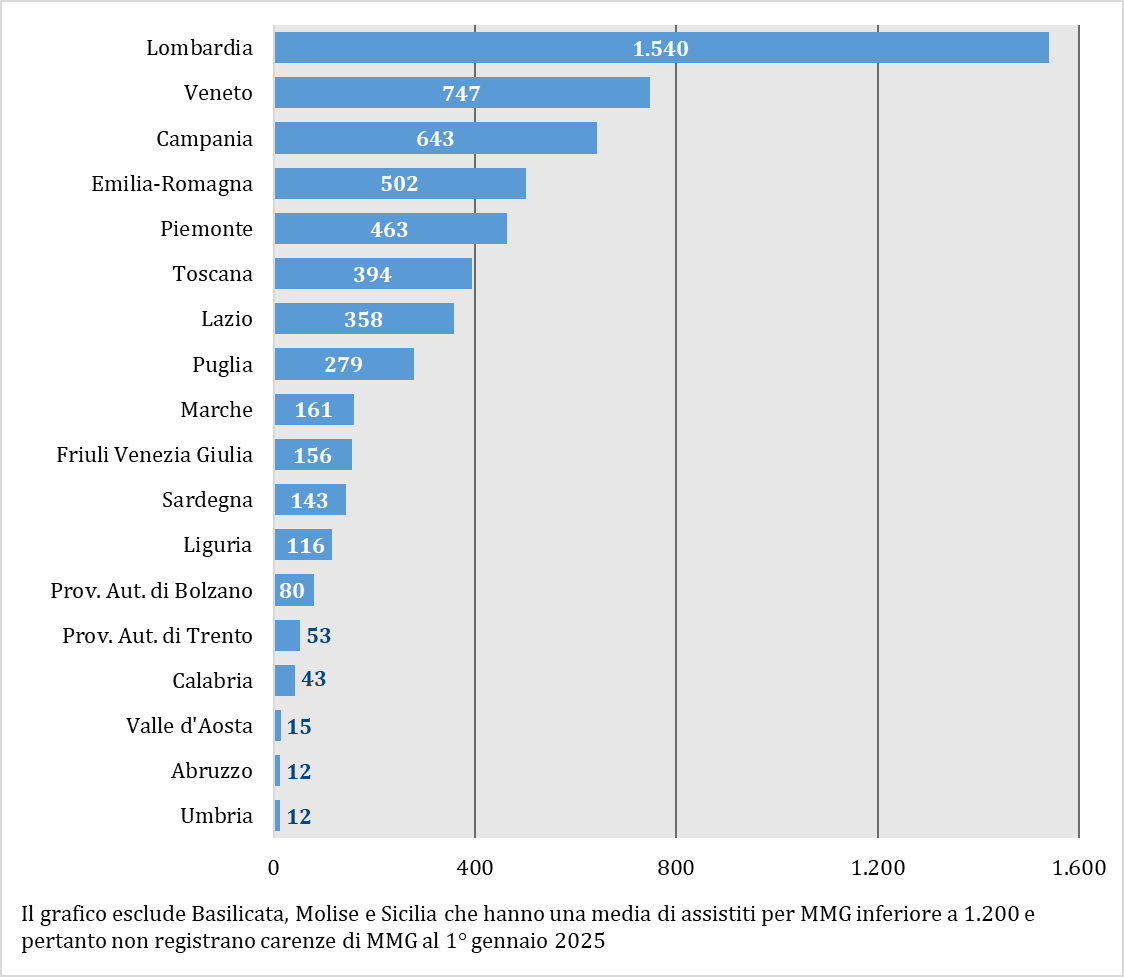 Lombardia 1.540
Veneto 747
Campania 643
Emilia-Romagna 502
Piemonte 463
Toscana 394
Lazio 358
Puglia 279
Marche 161
Friuli Venezia Giulia 156
Sardegna 143
Liguria 116
Prov. Aut. di Bolzano 80
Prov. Aut. di Trento 53
Calabria 43
Valle d'Aosta 15
Abruzzo 12
Umbria 12
0 400 800 1.200 1.600
Il grafico esclude Basilicata, Molise e Sicilia che hanno una media di assistiti per MMG inferiore a 1.200 e
pertanto non registrano carenze di MMG al 1° gennaio 2025